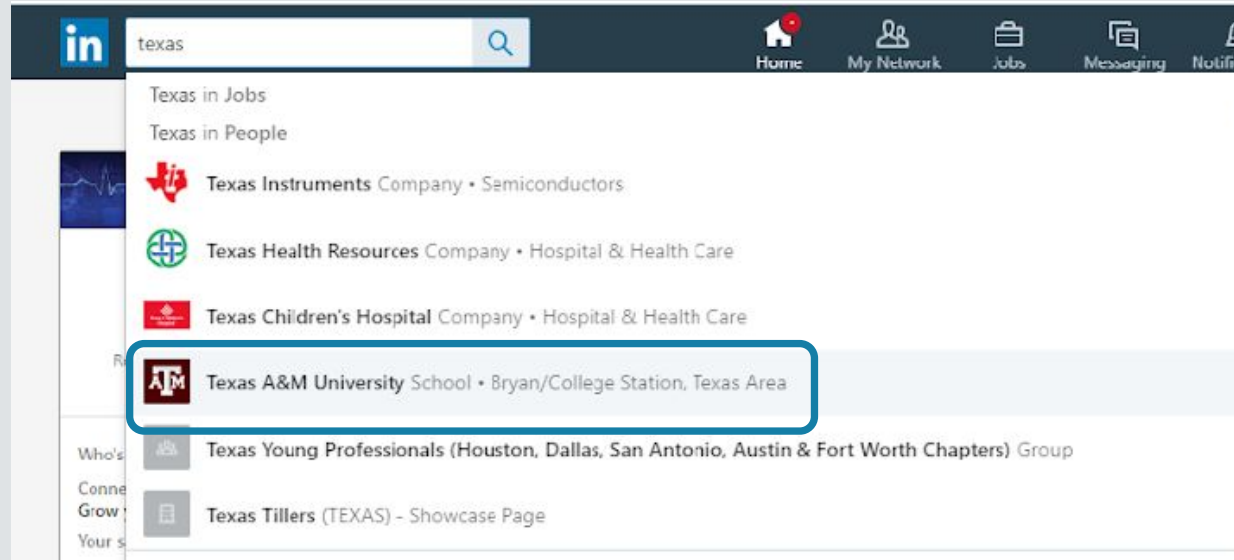 in
texas
Home
My Network
Jobs
Messaging
Texas in Jobs
Texas in People
Texas Instruments Company • Semiconductors
Texas Health Resources Company • Hospital & Health Care
Texas Children's Hospital Company • Hospital & Health Care
ATM Texas A&M University School • Bryan/College Station, Texas Area
Texas Young Professionals (Houston, Dallas, San Antonio, Austin & Fort Worth Chapters) Group
Texas Tillers (TEXAS) - Showcase Page
Who's
Grow
Your s